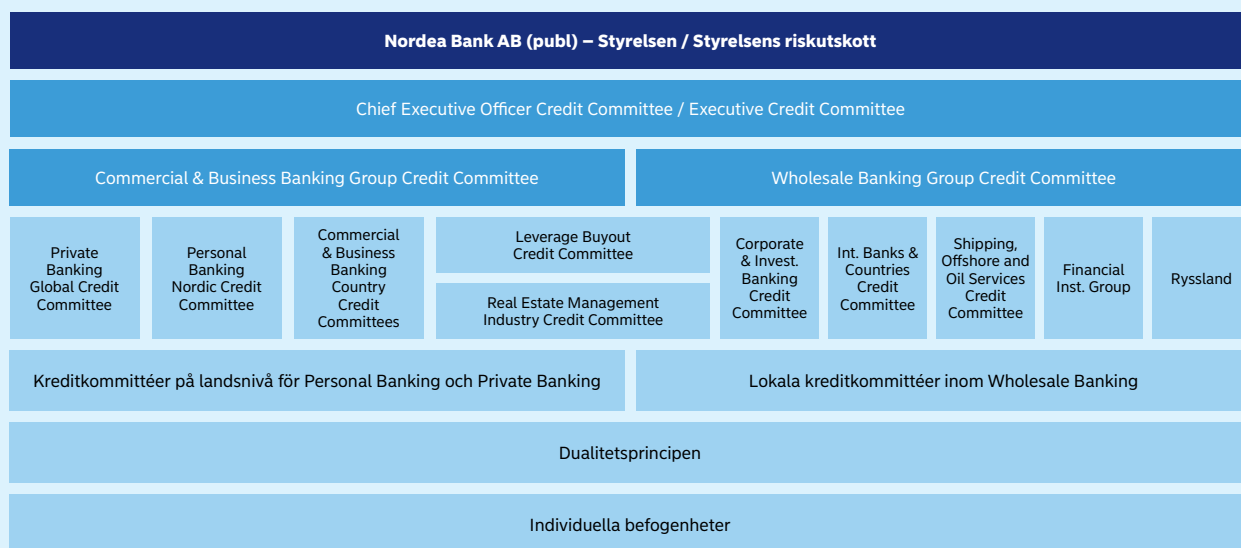 Nordea Bank AB (publ) – Styrelsen / Styrelsens riskutskott
Chief Executive Officer Credit Committee / Executive Credit Committee
Commercial & Business Banking Group Credit Committee
Wholesale Banking Group Credit Committee
Private
Banking
Global Credit
Committee
Personal
Banking
Nordic Credit
Committee
Commercial
& Business
Banking
Country
Credit
Committees
Leverage Buyout
Credit Committee
Real Estate Management
Industry Credit Committee
Corporate
& Invest.
Banking
Credit
Committee
Int. Banks &
Countries
Credit
Committee
Shipping,
Offshore and
Oil Services
Credit
Committee
Financial
Inst. Group
Ryssland
Kreditkommittéer på landsnivå för Personal Banking och Private Banking
Lokala kreditkommittéer inom Wholesale Banking
Dualitetsprincipen
Individuella befogenheter